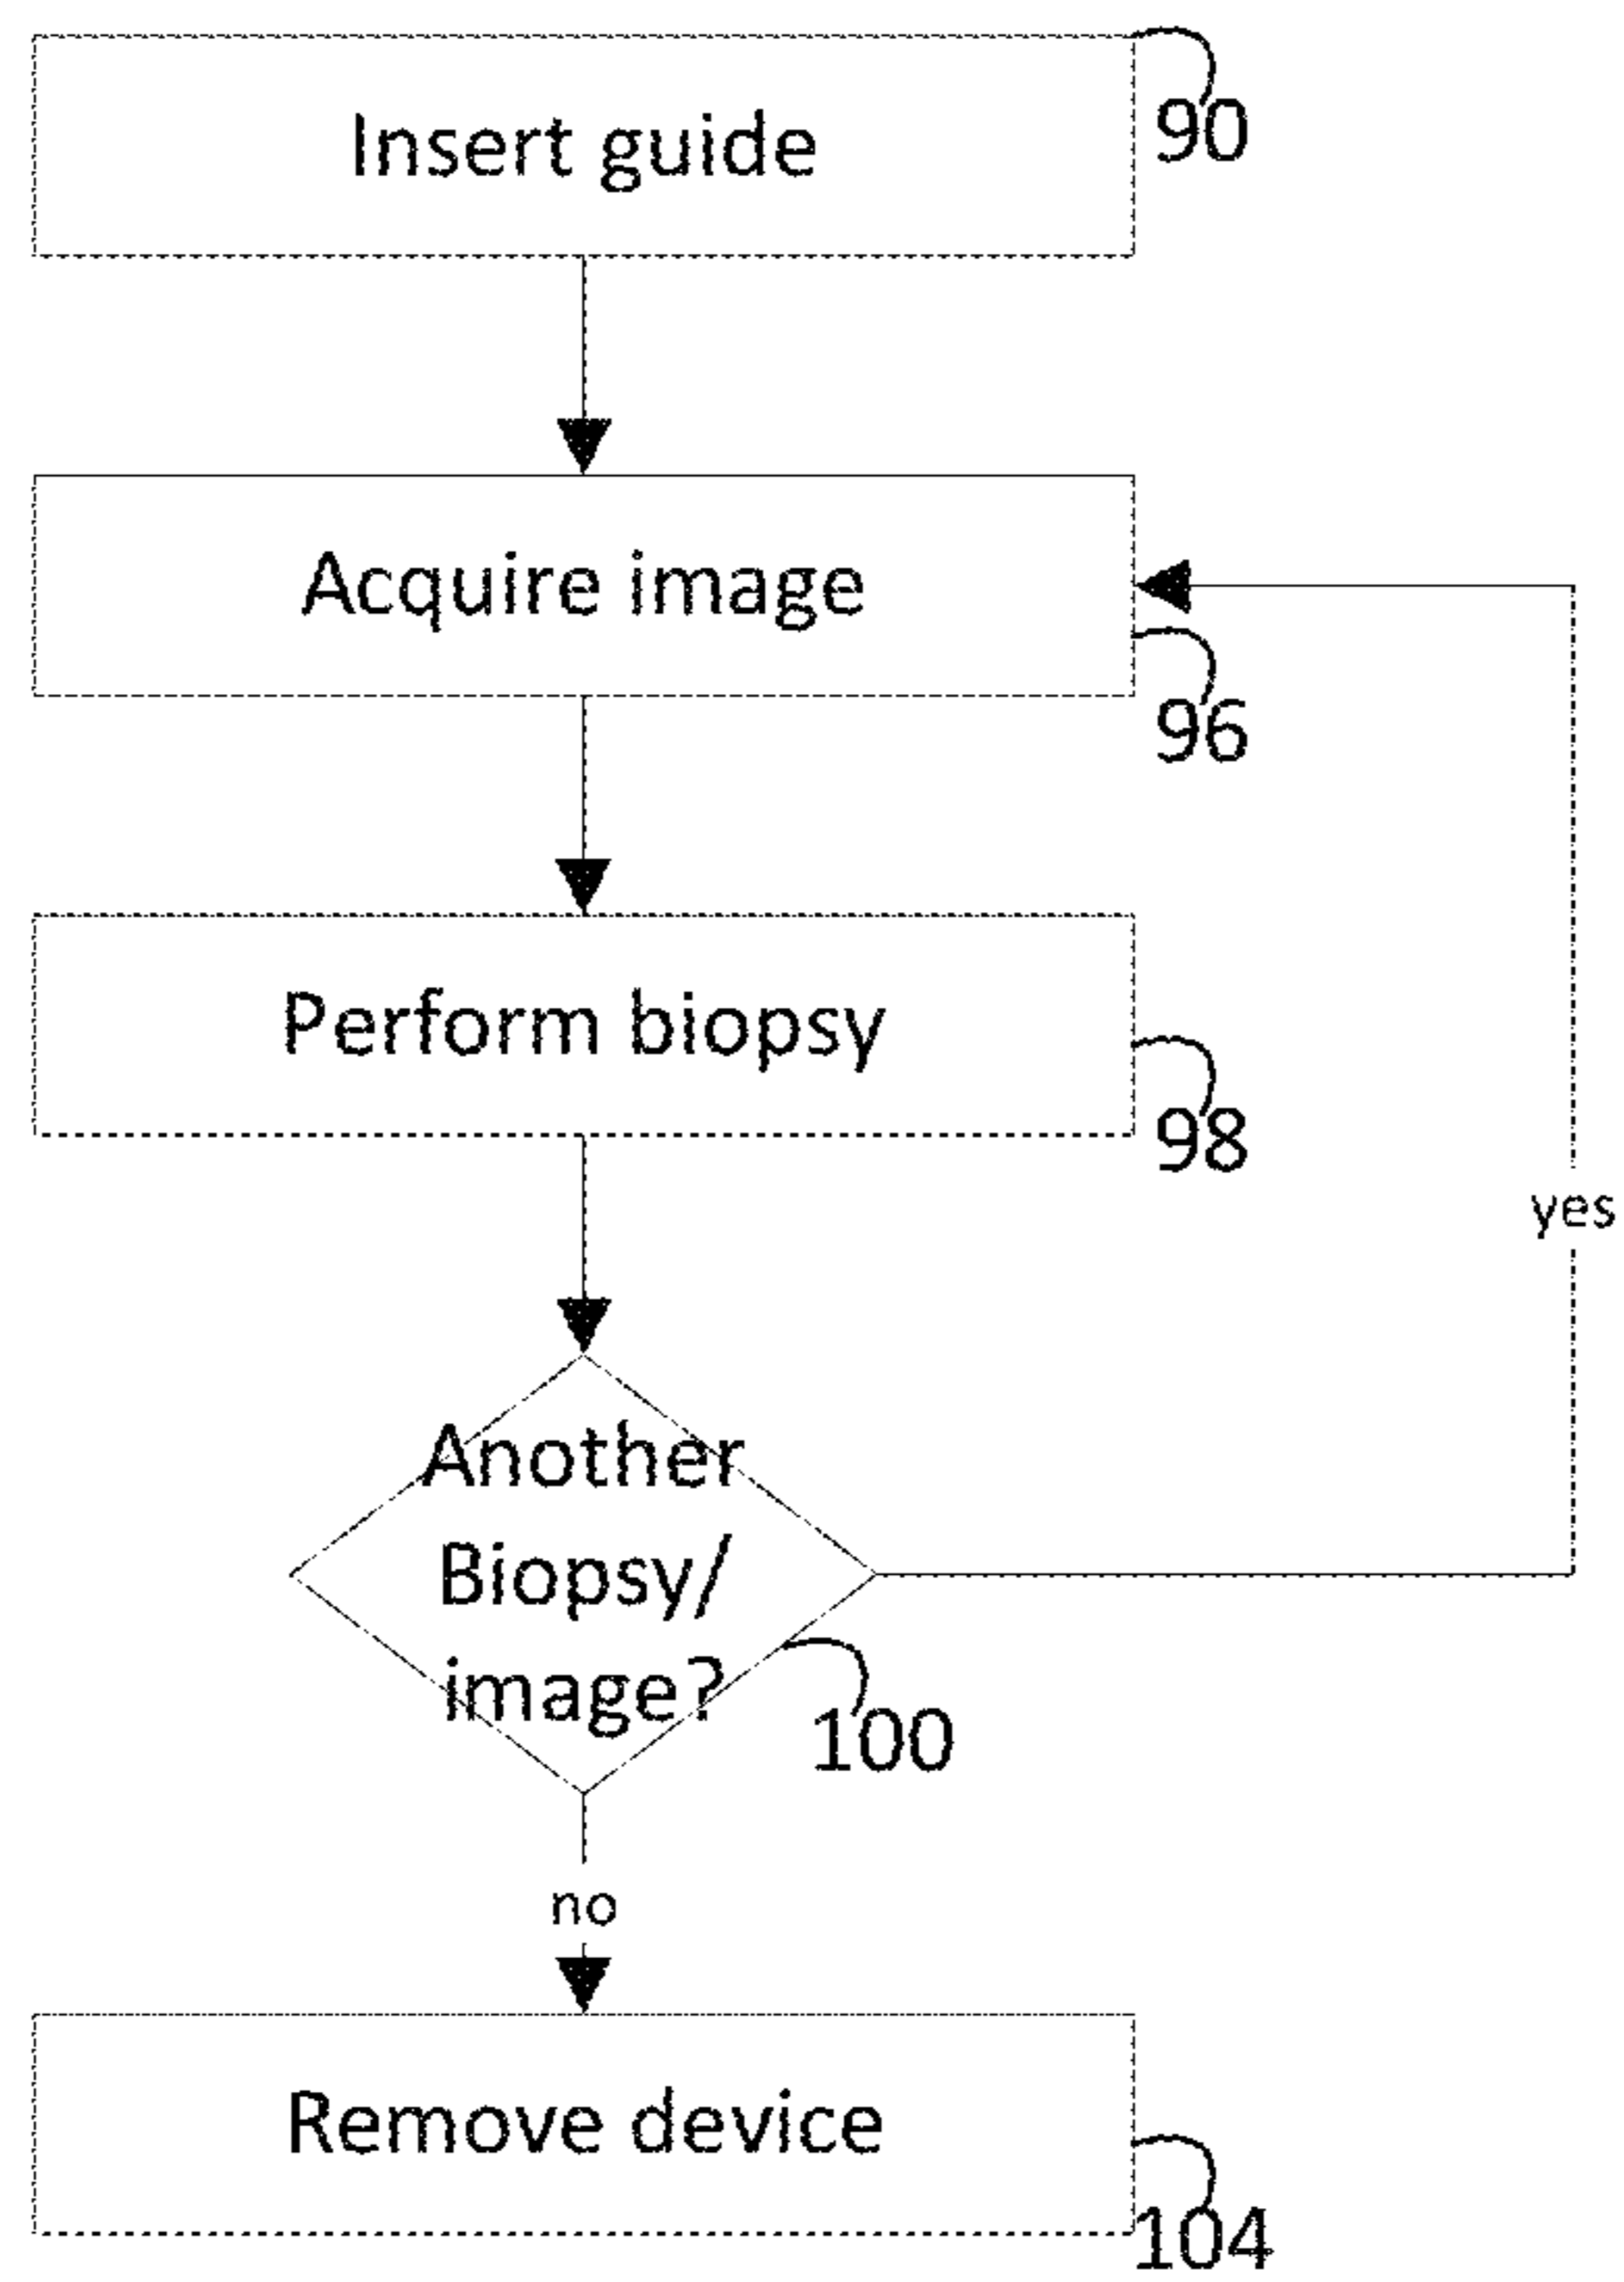 Insert guide
90
Acquire image
96
Perform biopsy
98
yes
Another
Biopsy/
image?
100
no
Remove device
104